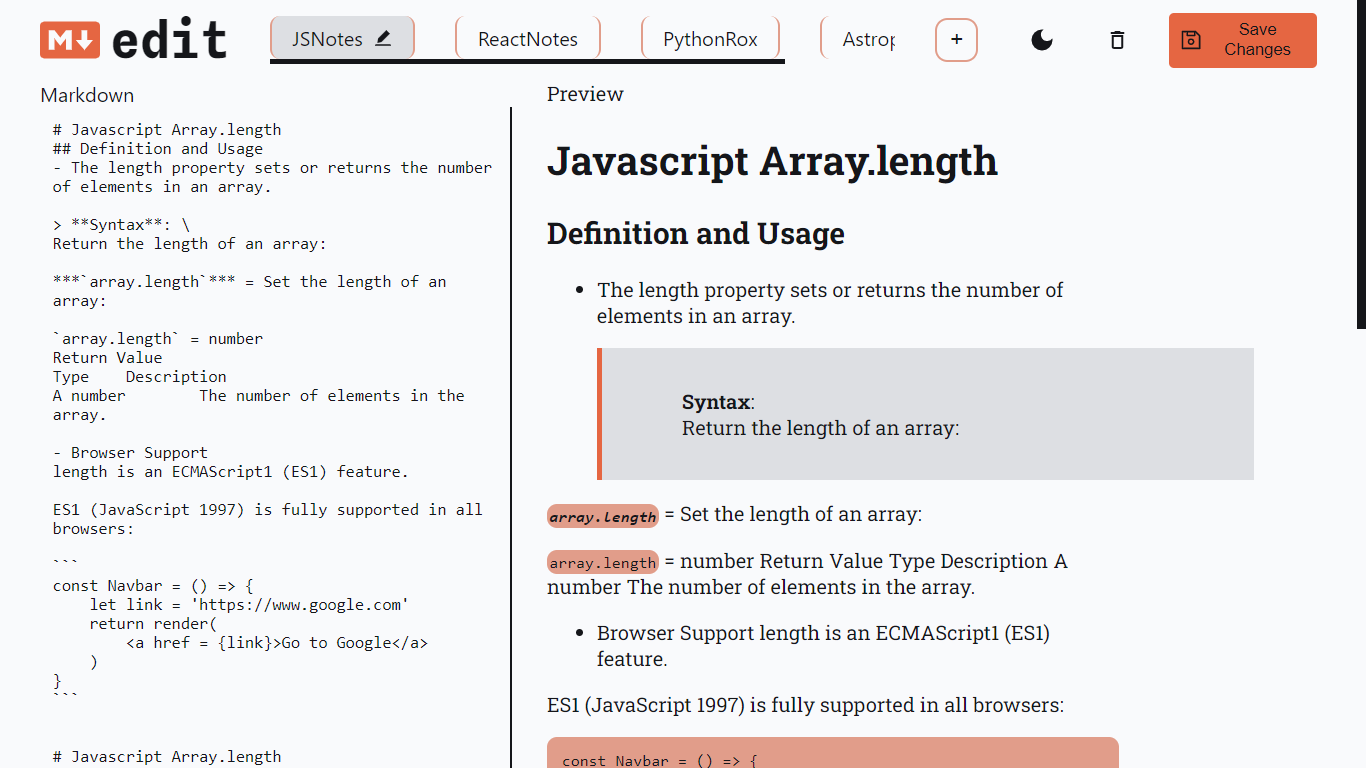 M edit
JSNotes
ReactNotes
PythonRox
Astrop
+
Save
Changes
Markdown
# Javascript Array.length
## Definition and Usage
- The length property sets or returns the number
of elements in an array.
> **Syntax**: \
Return the length of an array:
***`array.length`*** = Set the length of an
array:
`array.length` = number
Return Value
Type    Description
A number        The number of elements in the
array.
- Browser Support
length is an ECMAScript1 (ES1) feature.
ES1 (JavaScript 1997) is fully supported in all
browsers:
```
const Navbar = () => {
    let link = 'https://www.google.com'
    return render(
        <a href = {link}>Go to Google</a>
    )
}
```
# Javascript Array.length
Preview
Javascript Array.length
Definition and Usage
• The length property sets or returns the number of
elements in an array.
Syntax:
Return the length of an array:
array.length = Set the length of an array:
array.length = number Return Value Type Description A
number The number of elements in the array.
• Browser Support length is an ECMAScript1 (ES1)
feature.
ES1 (JavaScript 1997) is fully supported in all browsers:
const Navbar = () => {